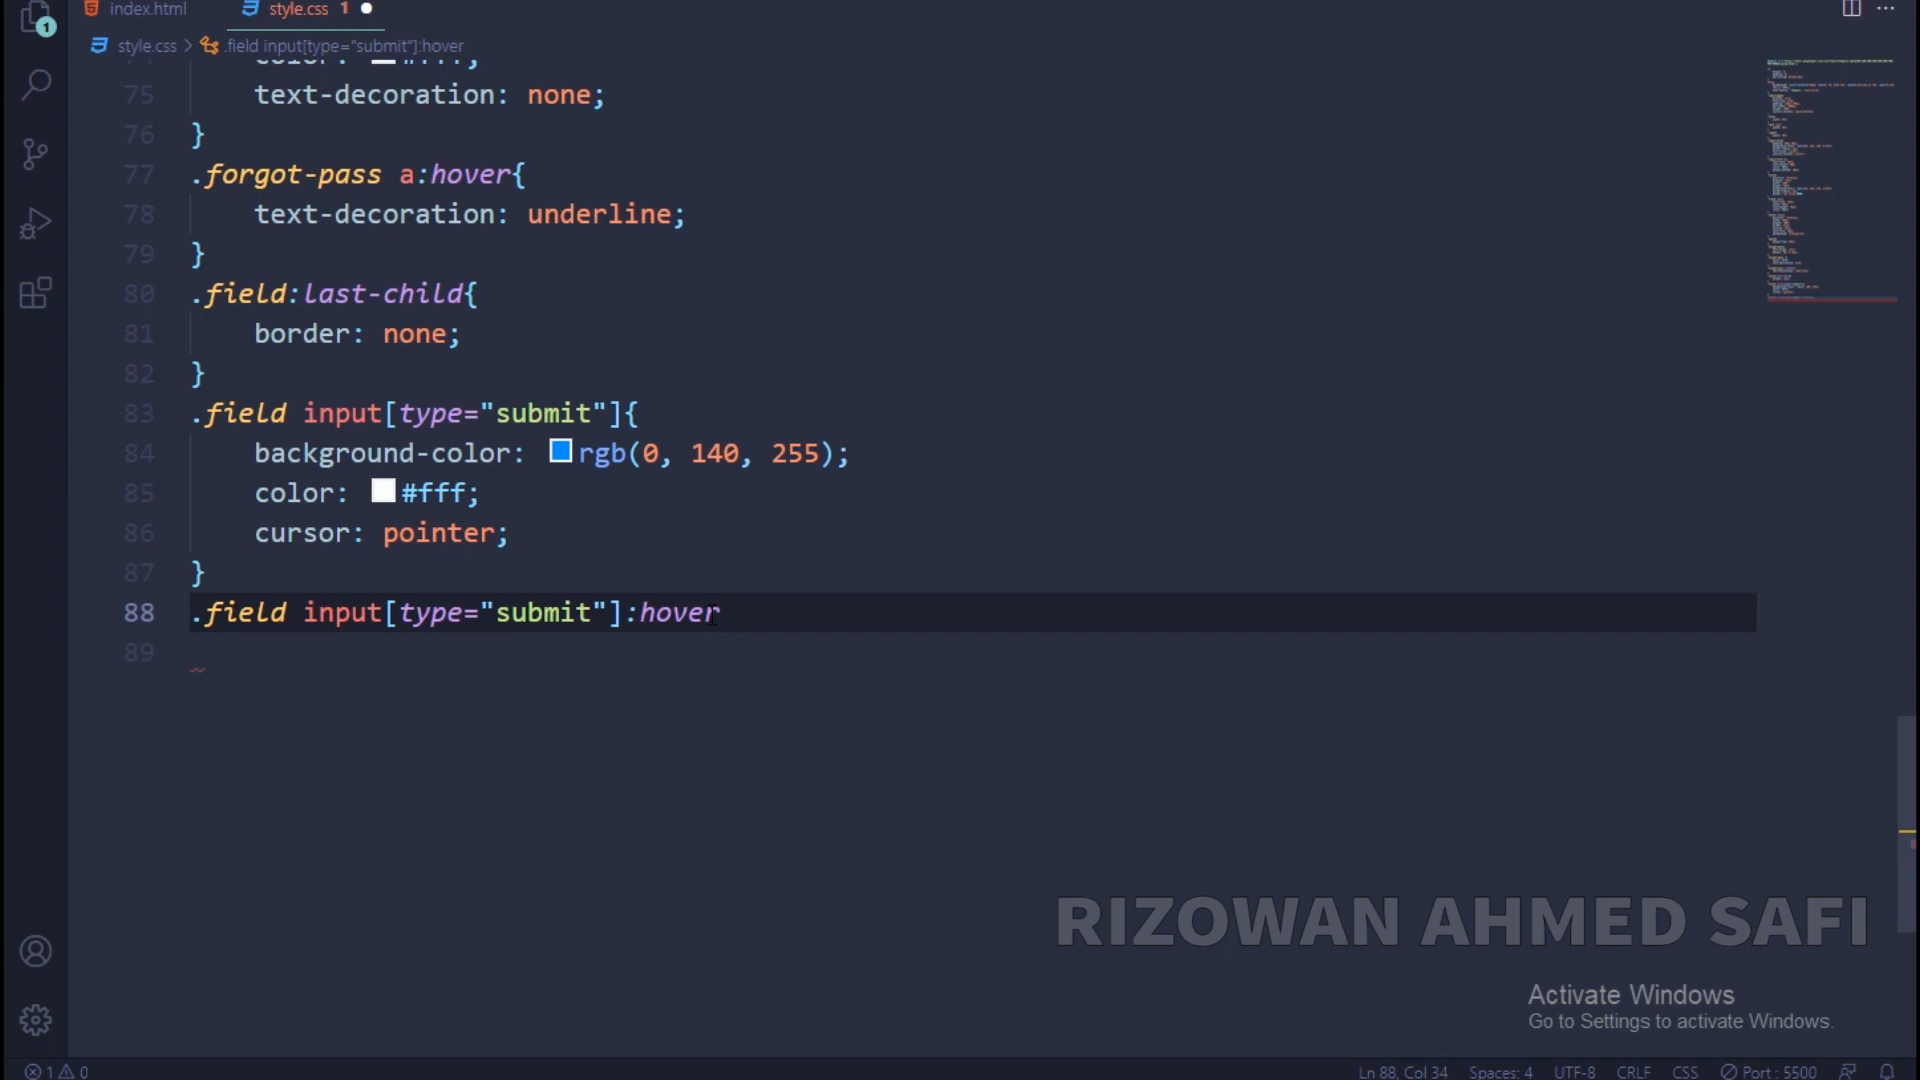 index.html style.css 1
style.css > .field input[type="submit"]:hover
color: #fff;
75 text-decoration: none;
76 }
77 .forgot-pass a:hover{
78 text-decoration: underline;
79 }
80 .field:last-child{
81 border: none;
82 }
83 .field input[type="submit"]{
84 background-color: rgb(0, 140, 255);
85 color: #fff;
86 cursor: pointer;
87 }
88 .field input[type="submit"]:hover
89
RIZOWAN AHMED SAFI
Activate Windows
Go to Settings to activate Windows.
1 0 Ln 88, Col 34 Spaces: 4 UTF-8 CRLF CSS Port : 5500